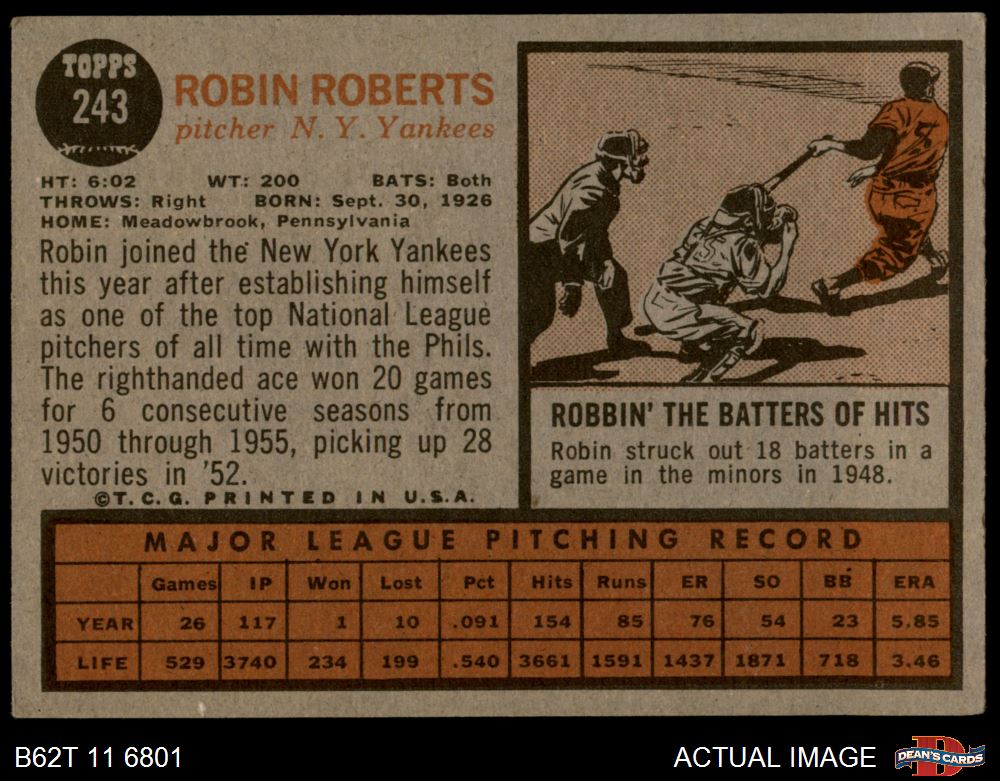 TOPPS
243
ROBIN ROBERTS
pitcher N. Y. Yankees
HT: 6:02 WT: 200 BATS: Both
THROWS: Right BORN: Sept. 30, 1926
HOME: Meadowbrook, Pennsylvania
Robin joined the New York Yankees
this year after establishing himself
as one of the top National League
pitchers of all time with the Phils.
The righthanded ace won 20 games
for 6 consecutive seasons from
1950 through 1955, picking up 28
victories in '52.
©T.C.G. PRINTED IN U.S.A.
ROBBIN' THE BATTERS OF HITS
Robin struck out 18 batters in a
game in the minors in 1948.
MAJOR LEAGUE PITCHING RECORD
Games IP Won Lost Pct Hits Runs ER SO BB ERA
YEAR 26 117 1 10 .091 154 85 76 54 23 5.85
LIFE 529 3740 234 199 .540 3661 1591 1437 1871 718 3.46
B62T 11 6801
ACTUAL IMAGE
D
DEAN'S CARDS